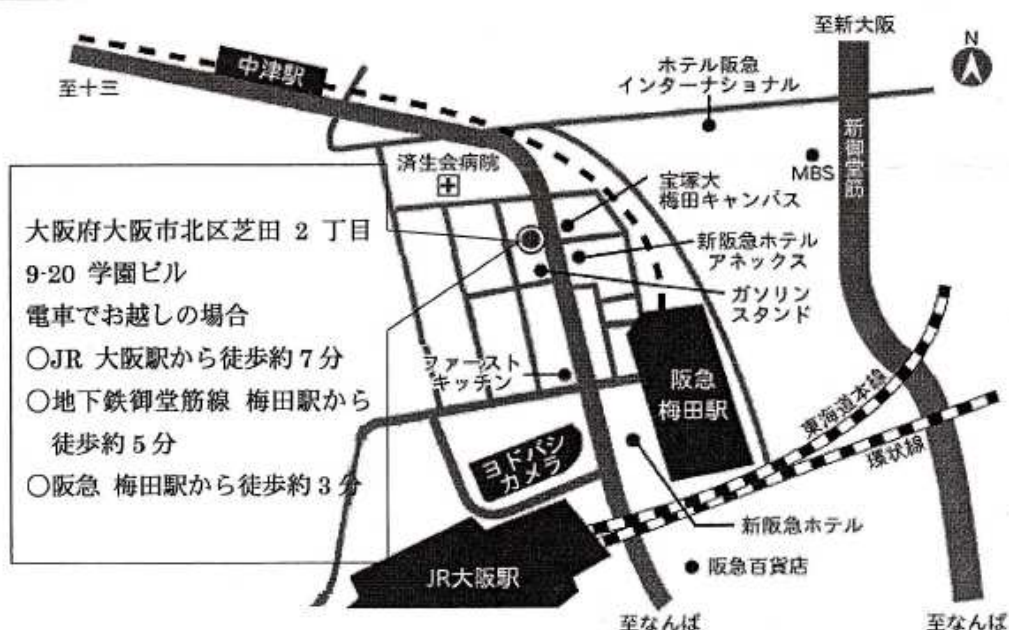 至新大阪
N
中津駅
至十三
ホテル阪急
インターナショナル
新御堂筋
MBS
済生会病院
宝塚大
梅田キャンパス
大阪府大阪市北区芝田 2 丁目
9-20 学園ビル
電車でお越しの場合
○JR 大阪駅から徒歩約 7 分
○地下鉄御堂筋線 梅田駅から
徒歩約 5 分
○阪急 梅田駅から徒歩約 3 分
新阪急ホテル
アネックス
ガソリン
スタンド
ファースト
キッチン
阪急
梅田駅
東海道本線
環状線
ヨドバシ
カメラ
新阪急ホテル
JR大阪駅
阪急百貨店
至なんば
至なんば